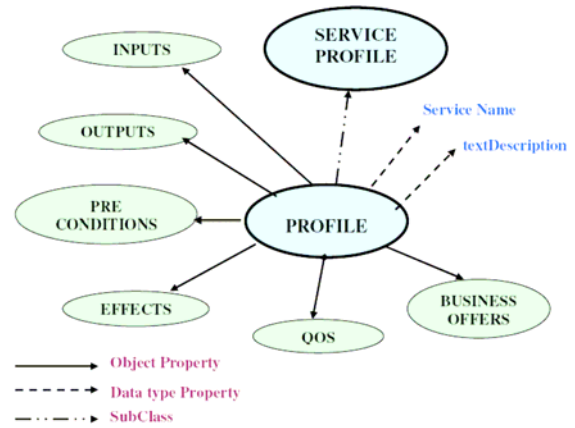 INPUTS
SERVICE
PROFILE
Service Name
OUTPUTS
textDescription
PRE
CONDITIONS
PROFILE
EFFECTS
QOS
BUSINESS
OFFERS
Object Property
Data type Property
SubClass